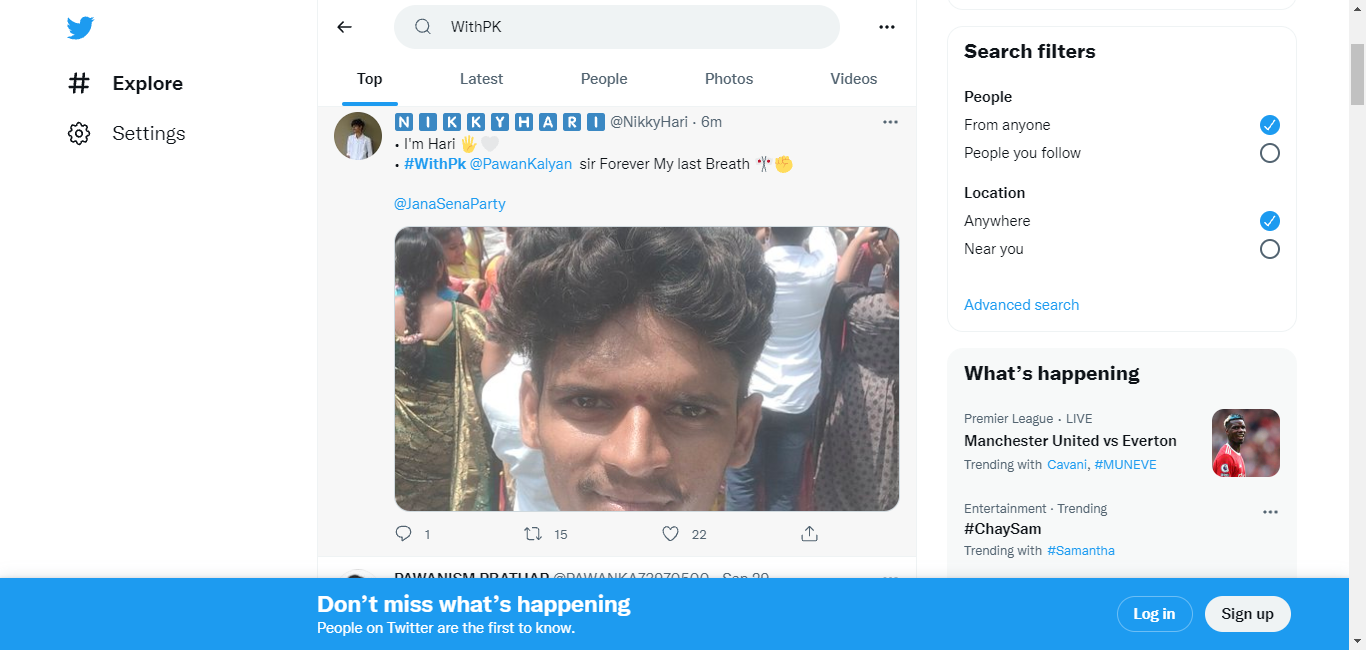 WithPK
Explore
Settings
Top
Latest
People
Photos
Videos
N I K K Y H A R I @NikkyHari · 6m
• I'm Hari 🖐️🤍
• #WithPk @PawanKalyan sir Forever My last Breath 🎌✊
@JanaSenaParty
1
15
22
Search filters
People
From anyone
People you follow
Location
Anywhere
Near you
Advanced search
What's happening
Premier League · LIVE
Manchester United vs Everton
Trending with Cavani, #MUNEVE
Entertainment · Trending
#ChaySam
Trending with #Samantha
Don't miss what's happening
People on Twitter are the first to know.
Log in
Sign up